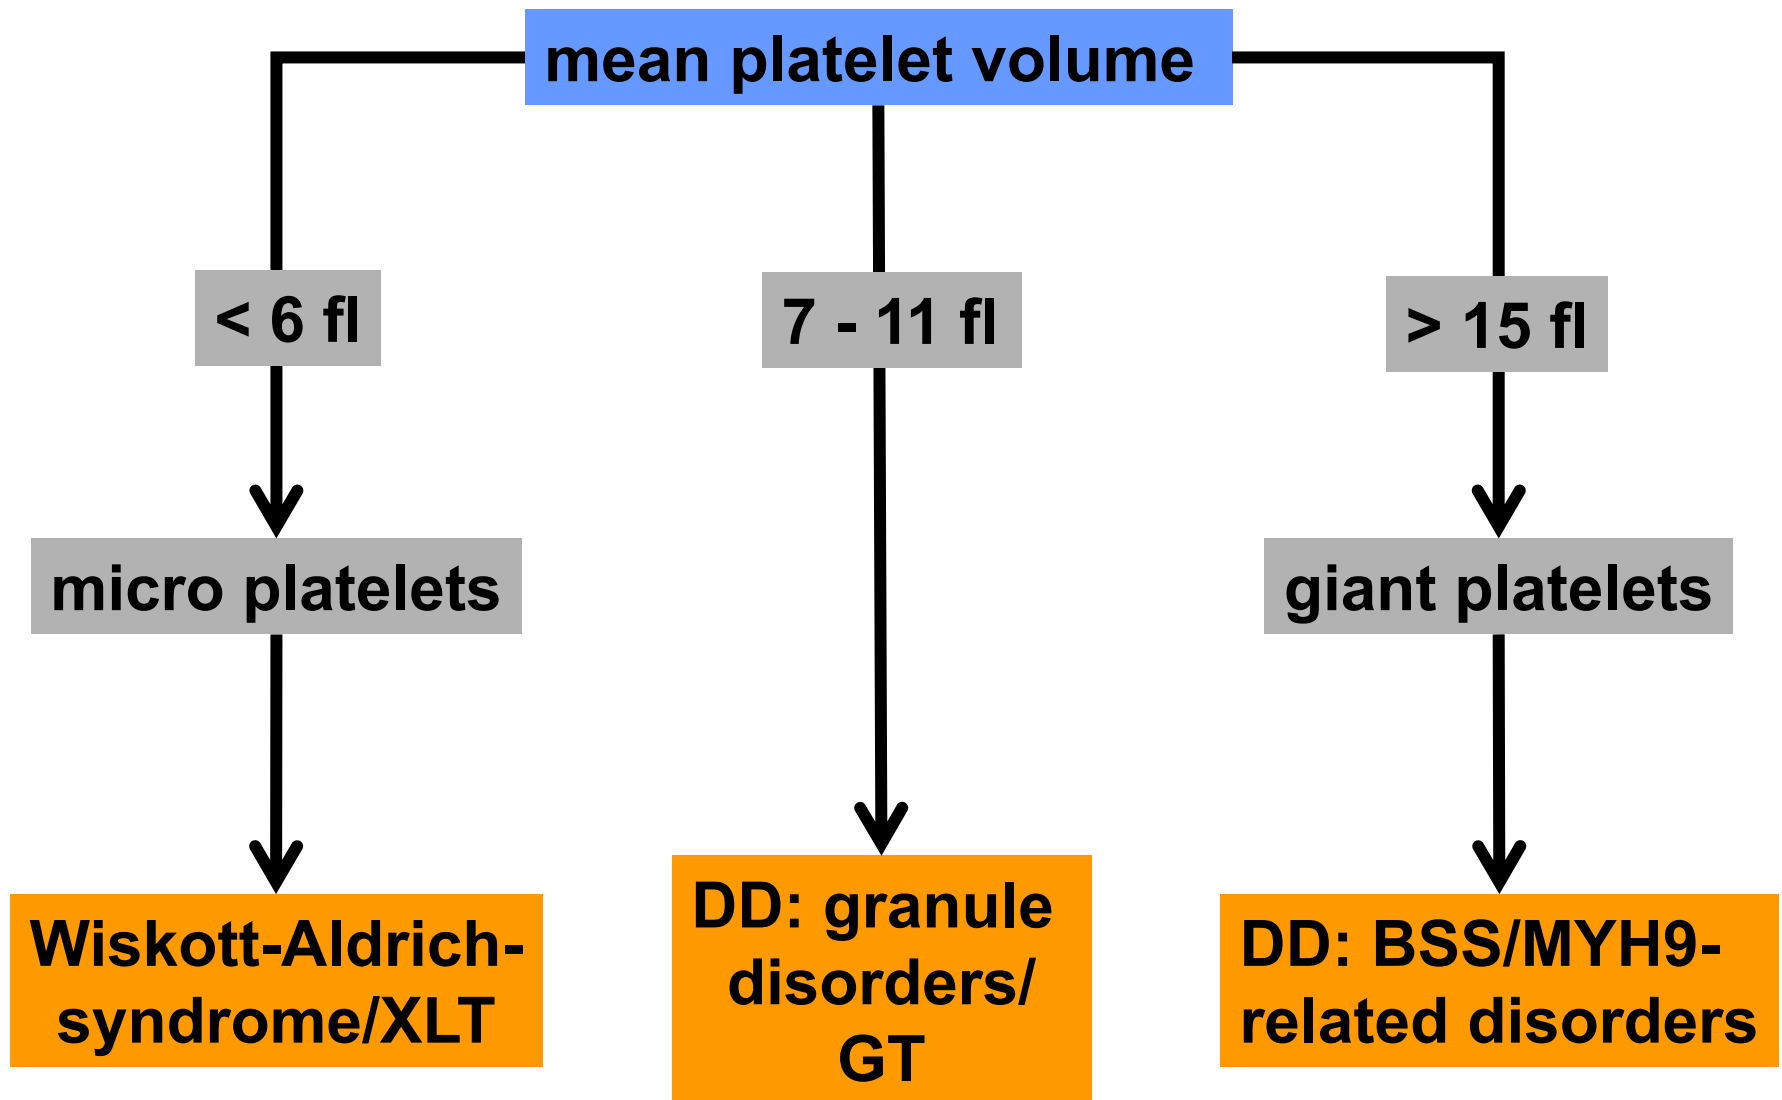 mean platelet volume
< 6 fl
7 - 11 fl
> 15 fl
micro platelets
giant platelets
Wiskott-Aldrich-
syndrome/XLT
DD: granule
disorders/
GT
DD: BSS/MYH9-
related disorders